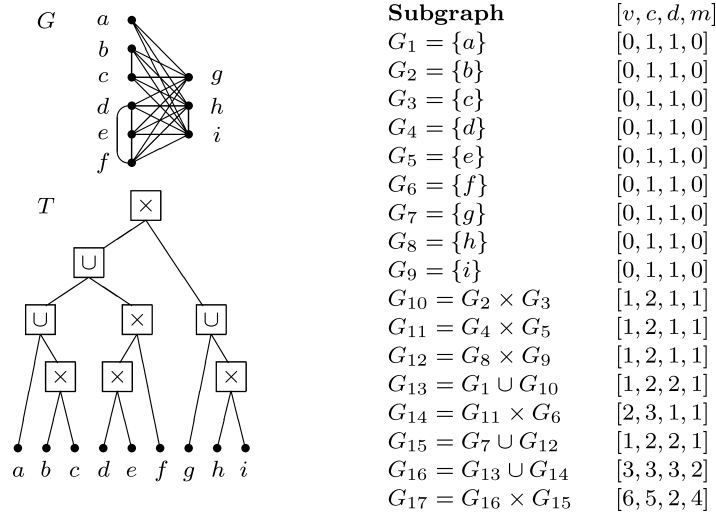 G
a
b
c
d
e
f
g
h
i
T
×
∪
∪
×
∪
×
×
×
a b c d e f g h i
Subgraph [v, c, d, m]
G₁ = {a} [0, 1, 1, 0]
G₂ = {b} [0, 1, 1, 0]
G₃ = {c} [0, 1, 1, 0]
G₄ = {d} [0, 1, 1, 0]
G₅ = {e} [0, 1, 1, 0]
G₆ = {f} [0, 1, 1, 0]
G₇ = {g} [0, 1, 1, 0]
G₈ = {h} [0, 1, 1, 0]
G₉ = {i} [0, 1, 1, 0]
G₁₀ = G₂ × G₃ [1, 2, 1, 1]
G₁₁ = G₄ × G₅ [1, 2, 1, 1]
G₁₂ = G₈ × G₉ [1, 2, 1, 1]
G₁₃ = G₁ ∪ G₁₀ [1, 2, 2, 1]
G₁₄ = G₁₁ × G₆ [2, 3, 1, 1]
G₁₅ = G₇ ∪ G₁₂ [1, 2, 2, 1]
G₁₆ = G₁₃ ∪ G₁₄ [3, 3, 3, 2]
G₁₇ = G₁₆ × G₁₅ [6, 5, 2, 4]